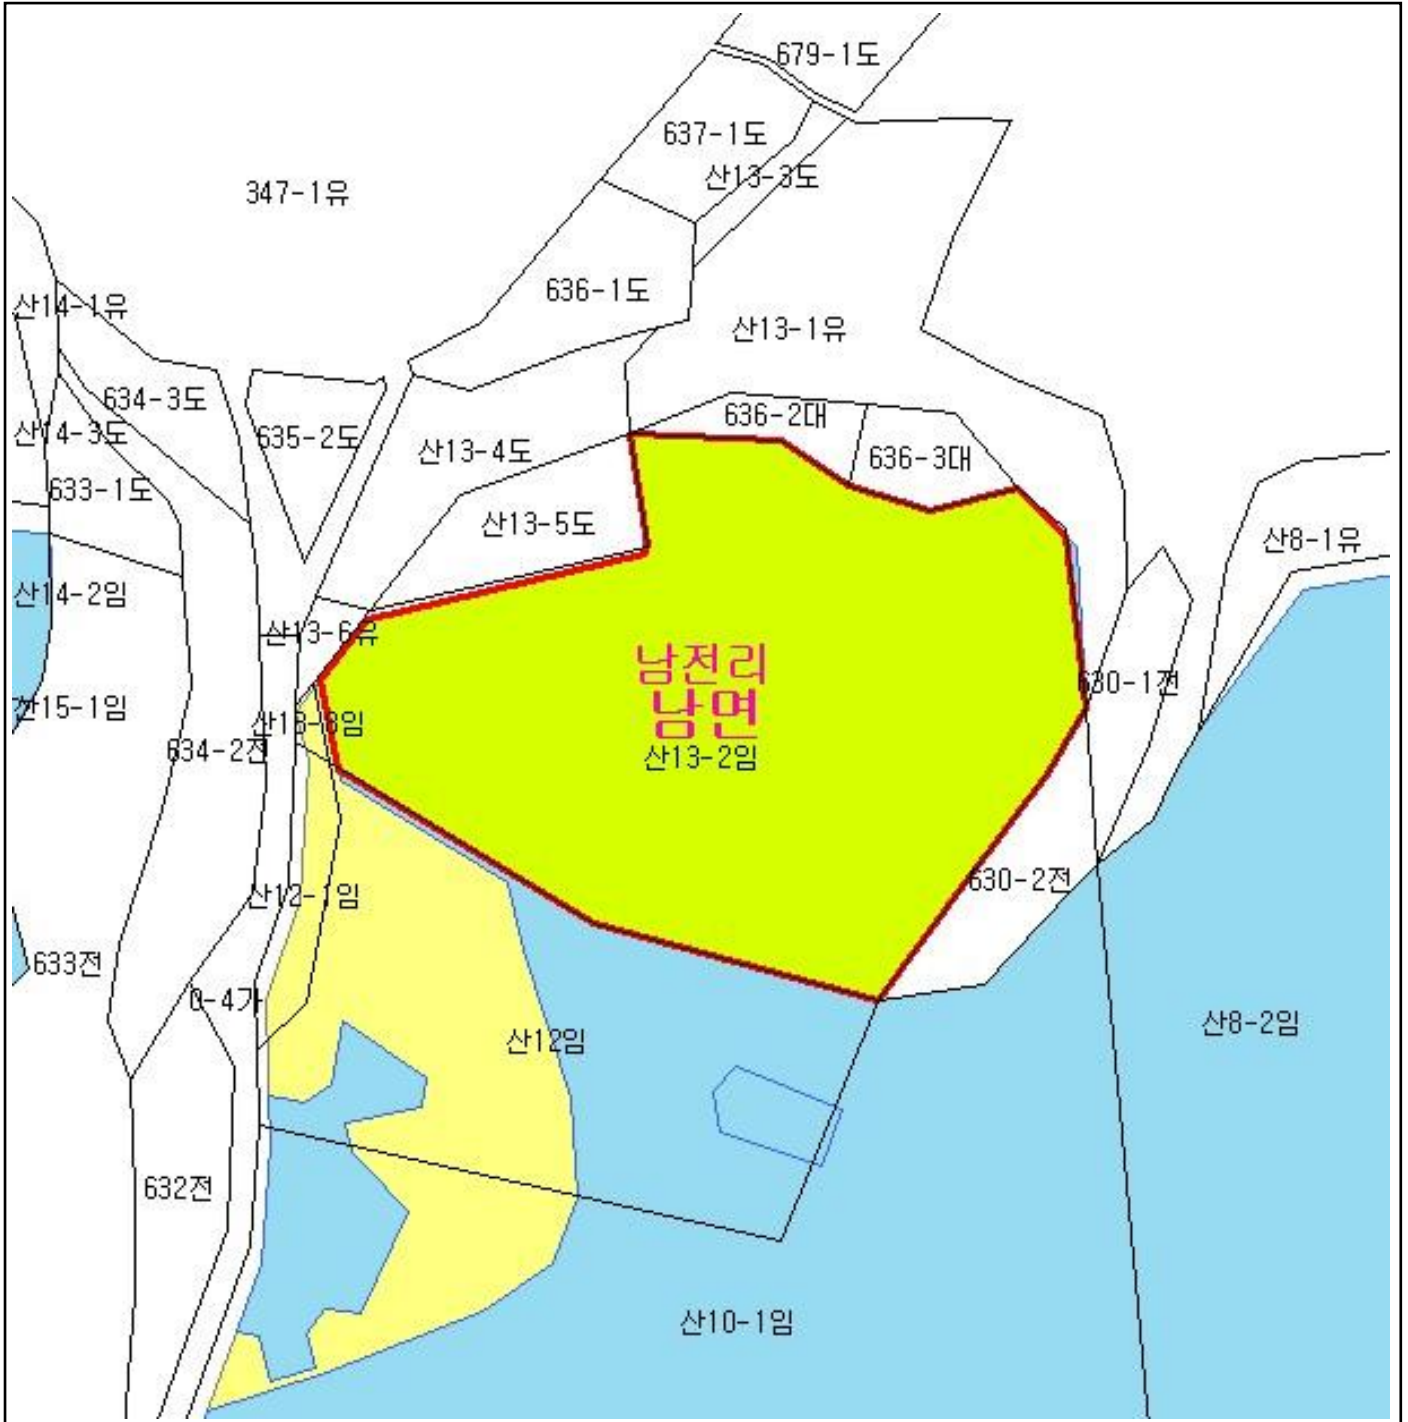 679-1도
637-1도
산13-3도
347-1유
636-1도
산14-1유
산13-1유
634-3도
636-2대
산14-3도
635-2도
산13-4도
636-3대
633-1도
산13-5도
산8-1유
산14-2임
산13-6유
남전리
남면
630-1전
산15-1임
634-2전
산13-2임
630-2전
산12-1임
633전
0-4가
산12임
산8-2임
632전
산10-1임